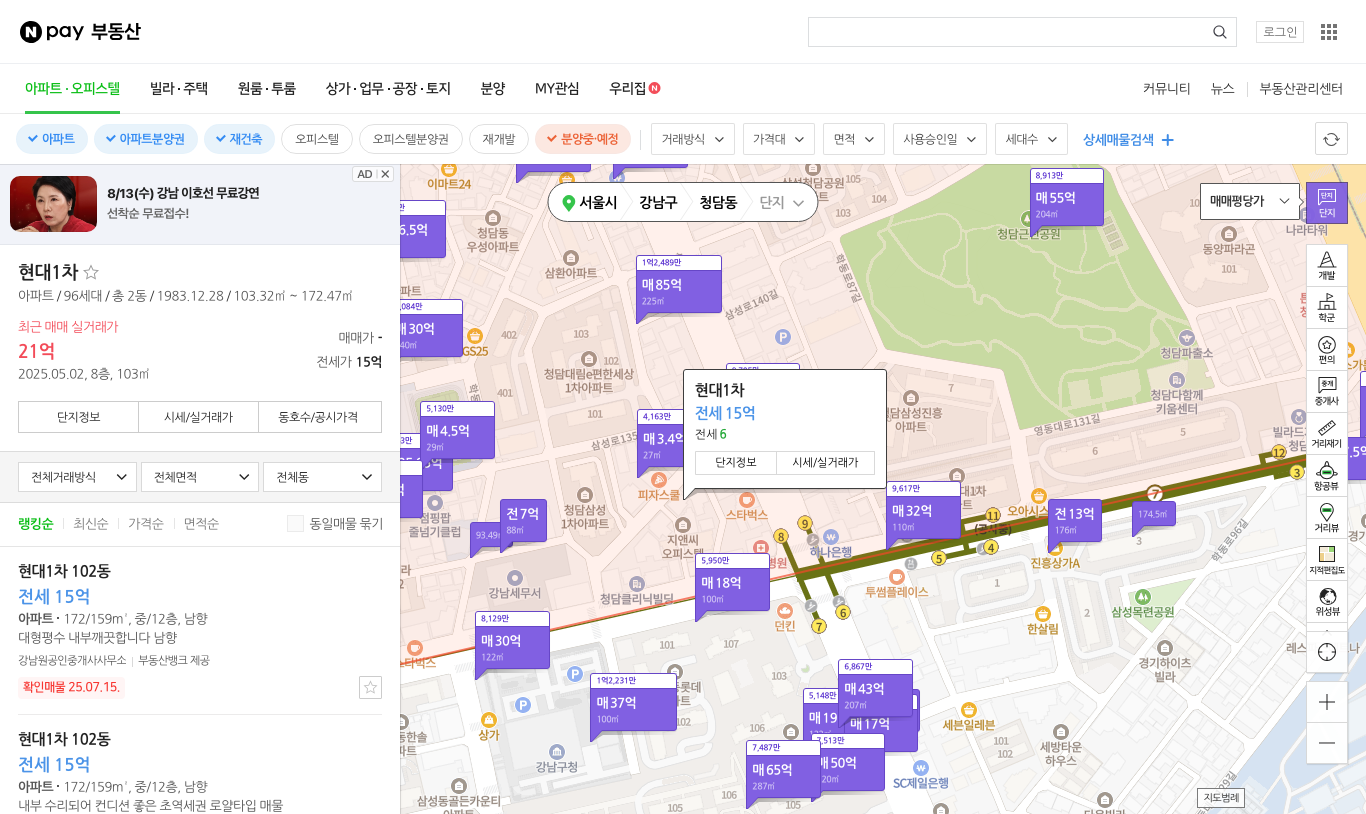 N pay 부동산
로그인
아파트 · 오피스텔
빌라 · 주택
원룸 · 투룸
상가 · 업무 · 공장 · 토지
분양
MY관심
우리집 N
커뮤니티
뉴스
부동산관리센터
아파트
아파트분양권
재건축
오피스텔
오피스텔분양권
재개발
분양중·예정
거래방식
가격대
면적
사용승인일
세대수
상세매물검색
AD
8/13(수) 강남 이호선 무료강연
선착순 무료접수!
현대1차
아파트 / 96세대 / 총 2동 / 1983.12.28 / 103.32㎡ ~ 172.47㎡
최근 매매 실거래가
21억
2025.05.02, 8층, 103㎡
매매가 -
전세가 15억
단지정보
시세/실거래가
동호수/공시가격
전체거래방식
전체면적
전체동
랭킹순
최신순
가격순
면적순
동일매물 묶기
현대1차 102동
전세 15억
아파트 · 172/159㎡, 중/12층, 남향
대형평수 내부깨끗합니다 남향
강남원공인중개사사무소
부동산뱅크 제공
확인매물 25.07.15.
현대1차 102동
전세 15억
아파트 · 172/159㎡, 중/12층, 남향
내부 수리되어 컨디션 좋은 초역세권 로얄타입 매물
서울시
강남구
청담동
단지
매매평당가
단지
개발
학군
편의
중개
중개사
거리재기
항공뷰
거리뷰
지적편집도
위성뷰
지도범례
현대1차
전세 15억
전세 6
단지정보
시세/실거래가
이마트24
105
103
104
8,913만
매 55억
204㎡
청담근린공원
나라타워
동양파라곤
101
청담동
우성아파트
6.5억
삼환아파트
1억2,489만
매 85억
225㎡
삼성로140길
학동로87길
,084만
30억
40㎡
GS25
402
103
102
403
청담대림e편한세상
1차아파트
401
101
P
청담파출소
청담다함께
키움센터
청담삼성진흥
아파트
7
6
5
영동대로131길
5,130만
매 4.5억
29㎡
4,163만
매 3.4억
27㎡
삼성로135길
피자스쿨
스타벅스
점핑팝
줄넘기클럽
93.49㎡
전 7억
88㎡
청담삼성
1차아파트
지앤씨
오피스텔
9
8
하나은행
9,617만
매 32억
110㎡
11
4
5
오아시스
전 13억
176㎡
진흥상가A
7
174.5㎡
3
12
3
학동로96길
강남세무서
청담클리닉빌딩
5,950만
매 18억
100㎡
던킨
7
6
투썸플레이스
1
2
한살림
삼성목련공원
경기하이츠
빌라
8,129만
매 30억
122㎡
101
107
103
102
106
105
106
P
P
1억2,231만
매 37억
100㎡
상가
강남구청
삼성동골든카운티
아파트
6,867만
매 43억
207㎡
5,148만
매 19
매 17억
7,513만
50억
20㎡
7,487만
매 65억
287㎡
SC제일은행
세븐일레븐
101
102
세방타운
하우스